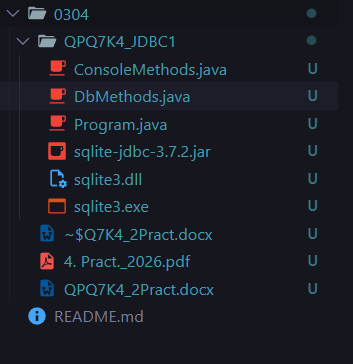 0304
QPQ7K4_JDBC1
ConsoleMethods.java U
DbMethods.java U
Program.java U
sqlite-jdbc-3.7.2.jar U
sqlite3.dll U
sqlite3.exe U
~$Q7K4_2Pract.docx U
4. Pract._2026.pdf U
QPQ7K4_2Pract.docx U
README.md